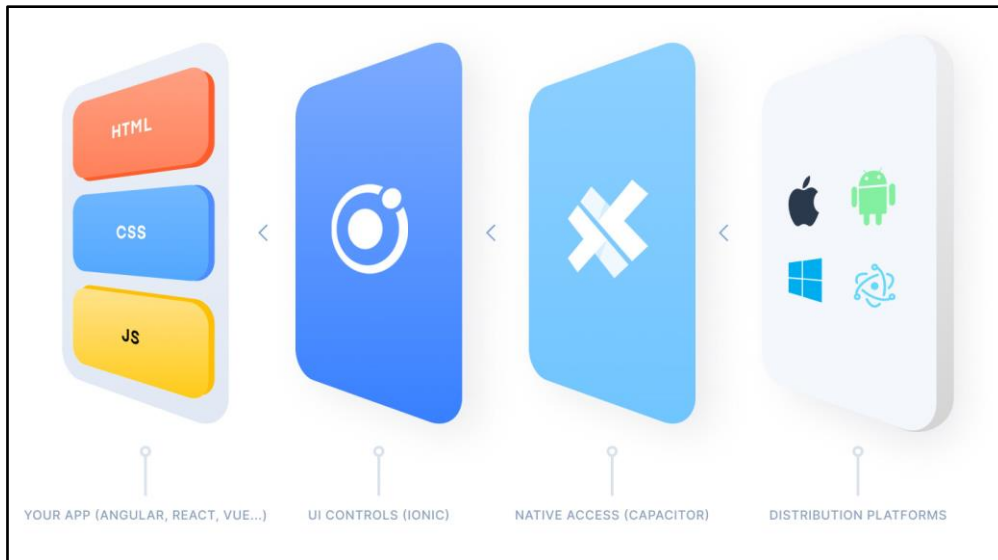 HTML
CSS
JS
YOUR APP (ANGULAR, REACT, VUE...)
UI CONTROLS (IONIC)
NATIVE ACCESS (CAPACITOR)
DISTRIBUTION PLATFORMS